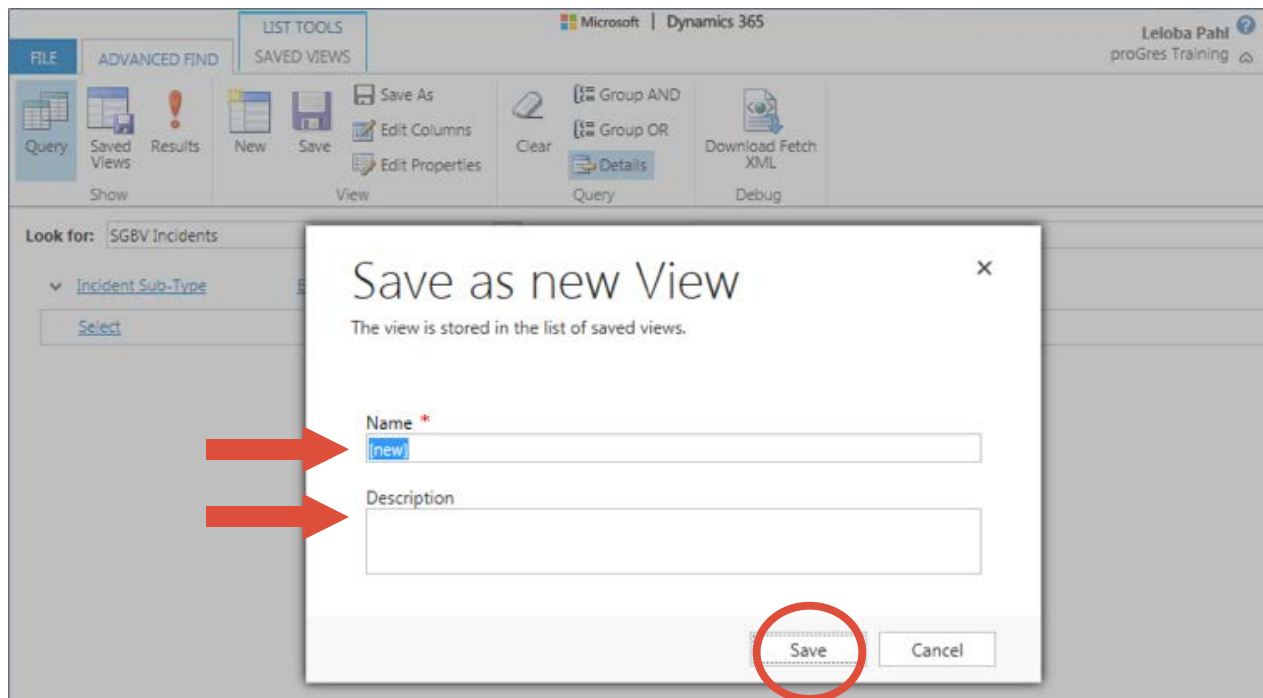 LIST TOOLS
Microsoft | Dynamics 365
Leloba Pahl
proGres Training
FILE
ADVANCED FIND
SAVED VIEWS
Query
Saved Views
Results
New
Save
Save As
Edit Columns
Edit Properties
Clear
Group AND
Group OR
Details
Download Fetch XML
Show
View
Query
Debug
Look for: SGBV Incidents
Incident Sub-Type
Select
Save as new View
The view is stored in the list of saved views.
Name *
[new]
Description
Save
Cancel